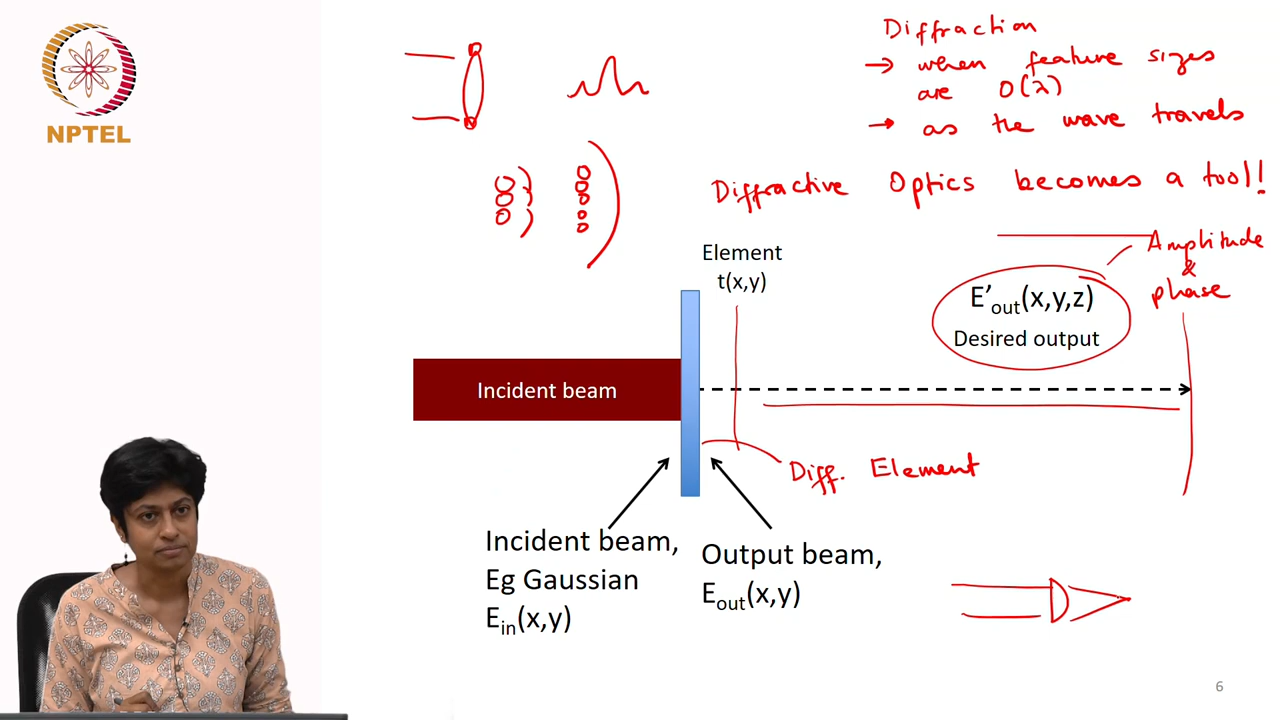 NPTEL
Diffraction
→ when feature sizes
are O(λ)
→ as the wave travels
Diffractive Optics becomes a tool!
Element
t(x,y)
Amplitude
&
phase
E'out(x,y,z)
Desired output
Incident beam
Diff. Element
Incident beam,
Eg Gaussian
Ein(x,y)
Output beam,
Eout(x,y)
6